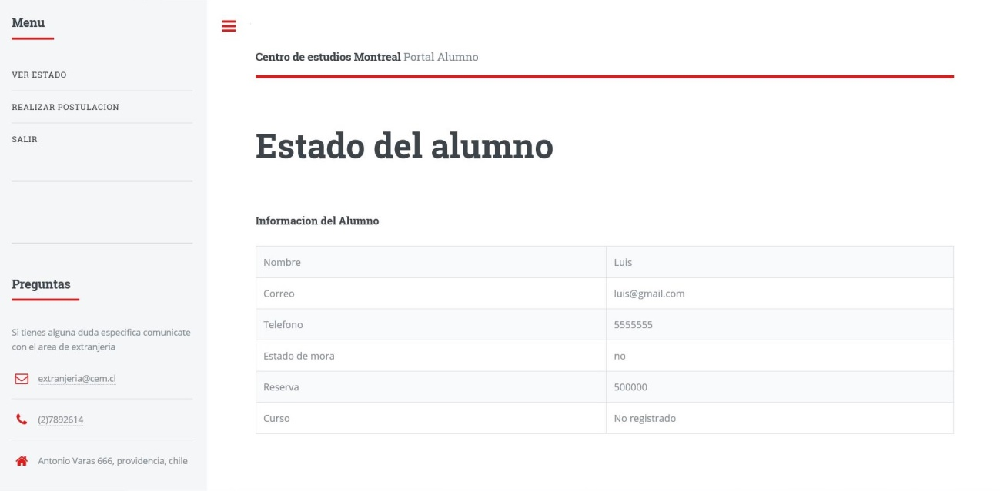 Menu
VER ESTADO
REALIZAR POSTULACION
SALIR
Preguntas
Si tienes alguna duda especifica comunicate
con el area de extranjeria
extranjeria@cem.cl
(2)7892614
Antonio Varas 666, providencia, chile
Centro de estudios Montreal Portal Alumno
Estado del alumno
Informacion del Alumno
Nombre Luis
Correo luis@gmail.com
Telefono 5555555
Estado de mora no
Reserva 500000
Curso No registrado